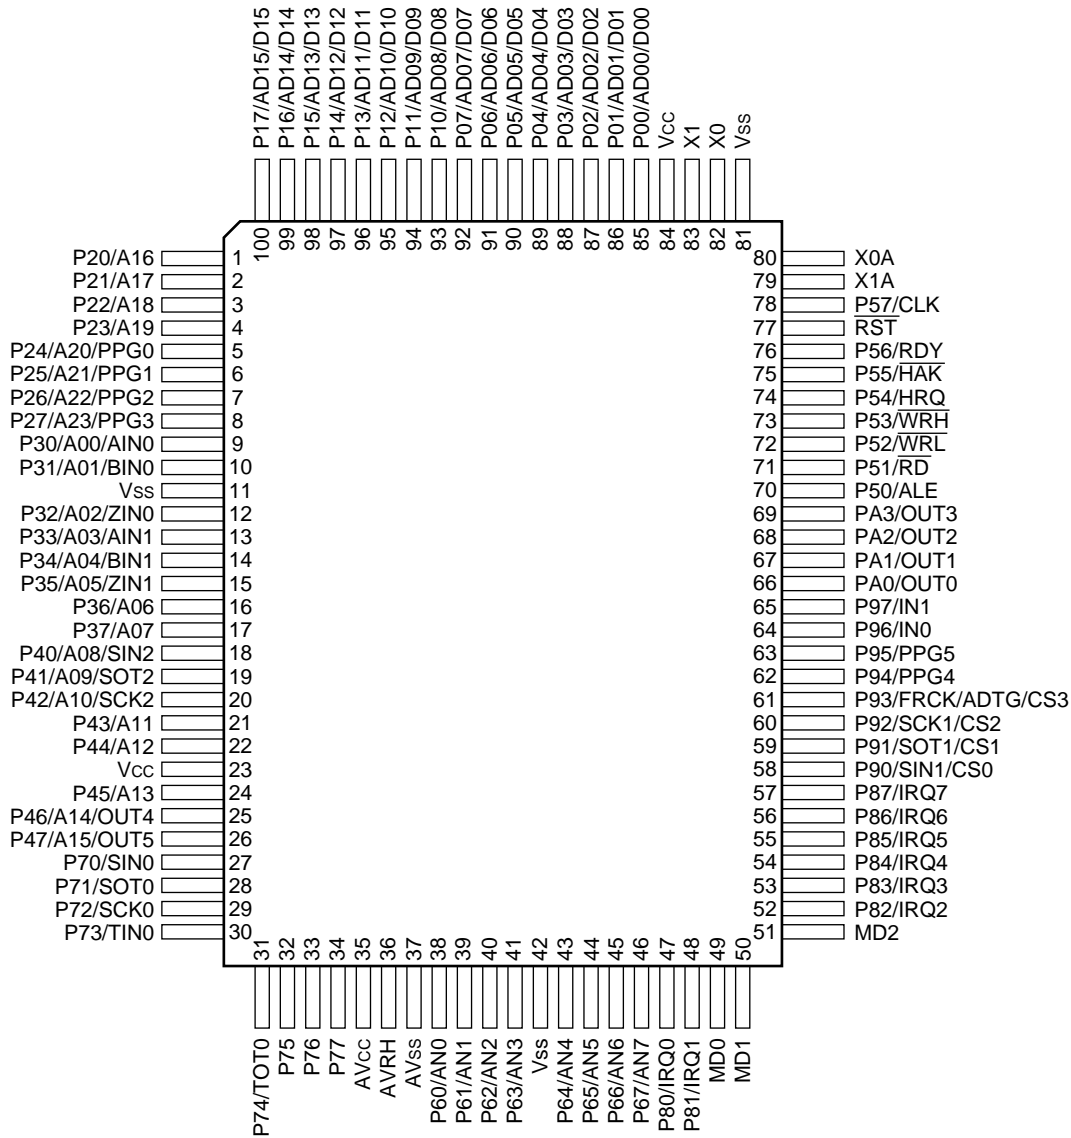 P17/AD15/D15
P16/AD14/D14
P15/AD13/D13
P14/AD12/D12
P13/AD11/D11
P12/AD10/D10
P11/AD09/D09
P10/AD08/D08
P07/AD07/D07
P06/AD06/D06
P05/AD05/D05
P04/AD04/D04
P03/AD03/D03
P02/AD02/D02
P01/AD01/D01
P00/AD00/D00
Vcc
X1
X0
Vss
100
99
98
97
96
95
94
93
92
91
90
89
88
87
86
85
84
83
82
81
P20/A16 1
P21/A17 2
P22/A18 3
P23/A19 4
P24/A20/PPG0 5
P25/A21/PPG1 6
P26/A22/PPG2 7
P27/A23/PPG3 8
P30/A00/AIN0 9
P31/A01/BIN0 10
Vss 11
P32/A02/ZIN0 12
P33/A03/AIN1 13
P34/A04/BIN1 14
P35/A05/ZIN1 15
P36/A06 16
P37/A07 17
P40/A08/SIN2 18
P41/A09/SOT2 19
P42/A10/SCK2 20
P43/A11 21
P44/A12 22
Vcc 23
P45/A13 24
P46/A14/OUT4 25
P47/A15/OUT5 26
P70/SIN0 27
P71/SOT0 28
P72/SCK0 29
P73/TIN0 30
80 X0A
79 X1A
78 P57/CLK
77 RST
76 P56/RDY
75 P55/HAK
74 P54/HRQ
73 P53/WRH
72 P52/WRL
71 P51/RD
70 P50/ALE
69 PA3/OUT3
68 PA2/OUT2
67 PA1/OUT1
66 PA0/OUT0
65 P97/IN1
64 P96/IN0
63 P95/PPG5
62 P94/PPG4
61 P93/FRCK/ADTG/CS3
60 P92/SCK1/CS2
59 P91/SOT1/CS1
58 P90/SIN1/CS0
57 P87/IRQ7
56 P86/IRQ6
55 P85/IRQ5
54 P84/IRQ4
53 P83/IRQ3
52 P82/IRQ2
51 MD2
31
32
33
34
35
36
37
38
39
40
41
42
43
44
45
46
47
48
49
50
P74/TOT0
P75
P76
P77
AVcc
AVRH
AVss
P60/AN0
P61/AN1
P62/AN2
P63/AN3
Vss
P64/AN4
P65/AN5
P66/AN6
P67/AN7
P80/IRQ0
P81/IRQ1
MD0
MD1